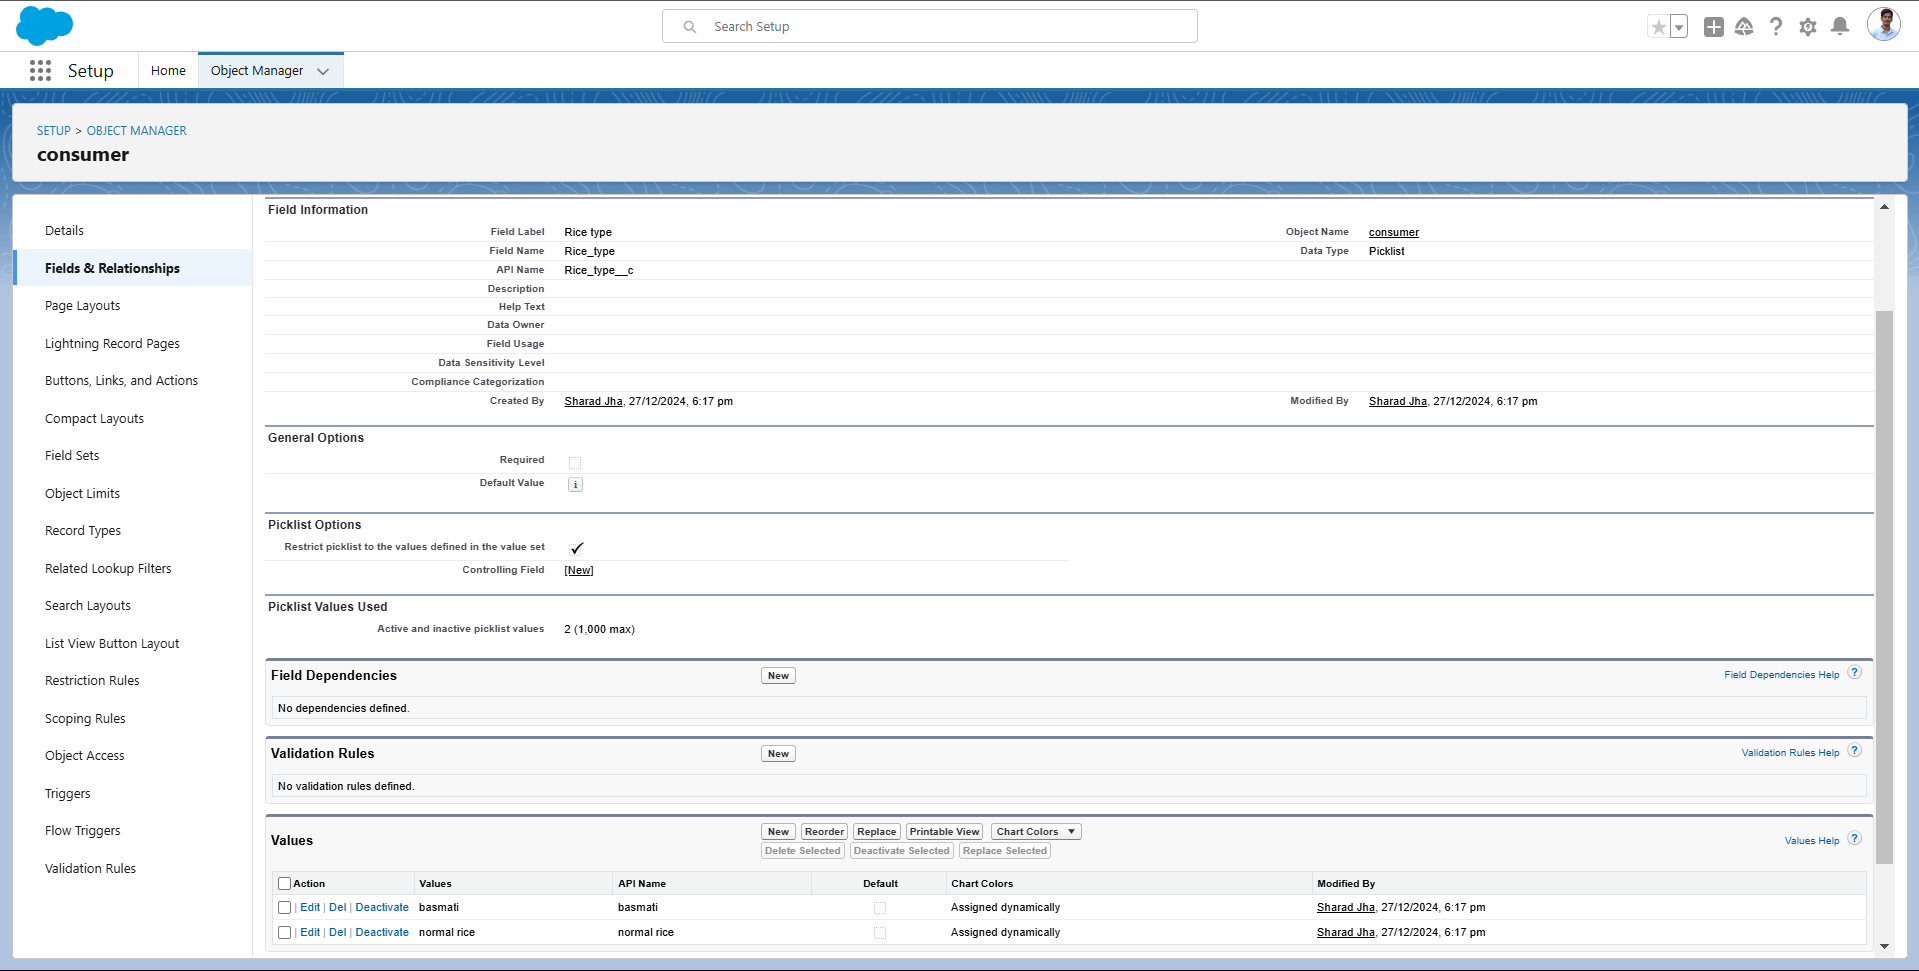 Search Setup
Setup
Home
Object Manager
SETUP > OBJECT MANAGER
consumer
Details
Fields & Relationships
Page Layouts
Lightning Record Pages
Buttons, Links, and Actions
Compact Layouts
Field Sets
Object Limits
Record Types
Related Lookup Filters
Search Layouts
List View Button Layout
Restriction Rules
Scoping Rules
Object Access
Triggers
Flow Triggers
Validation Rules
Field Information
Field Label Rice type Object Name consumer
Field Name Rice_type Data Type Picklist
API Name Rice_type__c
Description
Help Text
Data Owner
Field Usage
Data Sensitivity Level
Compliance Categorization
Created By Sharad Jha, 27/12/2024, 6:17 pm Modified By Sharad Jha, 27/12/2024, 6:17 pm
General Options
Required
Default Value i
Picklist Options
Restrict picklist to the values defined in the value set
Controlling Field [New]
Picklist Values Used
Active and inactive picklist values 2 (1,000 max)
Field Dependencies New Field Dependencies Help ?
No dependencies defined.
Validation Rules New Validation Rules Help ?
No validation rules defined.
Values New Reorder Replace Printable View Chart Colors Values Help ?
Delete Selected Deactivate Selected Replace Selected
Action Values API Name Default Chart Colors Modified By
| Edit | Del | Deactivate basmati basmati Assigned dynamically Sharad Jha, 27/12/2024, 6:17 pm
| Edit | Del | Deactivate normal rice normal rice Assigned dynamically Sharad Jha, 27/12/2024, 6:17 pm